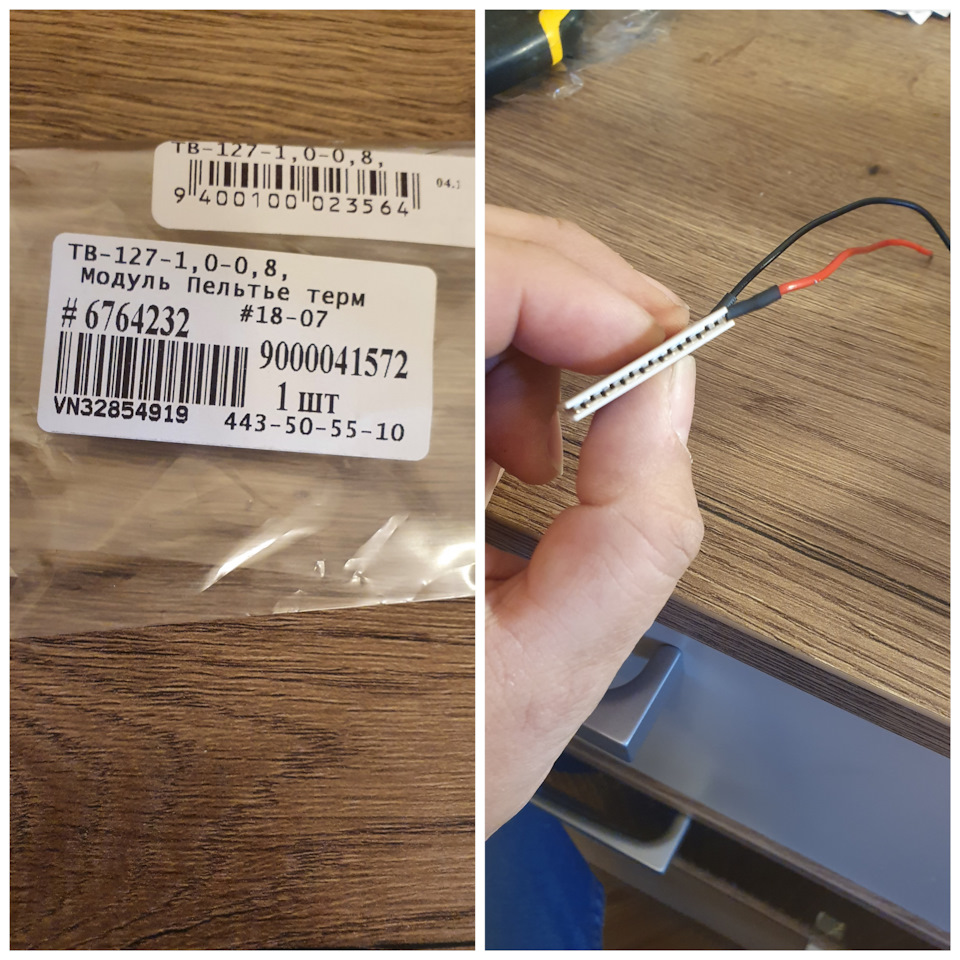 ТВ-127-1,0-0,8,
04.1
9 400100 023564
ТВ-127-1,0-0,8,
Модуль Пельтье терм
# 6764232 #18-07
9000041572
1 шт
VN32854919 443-50-55-10